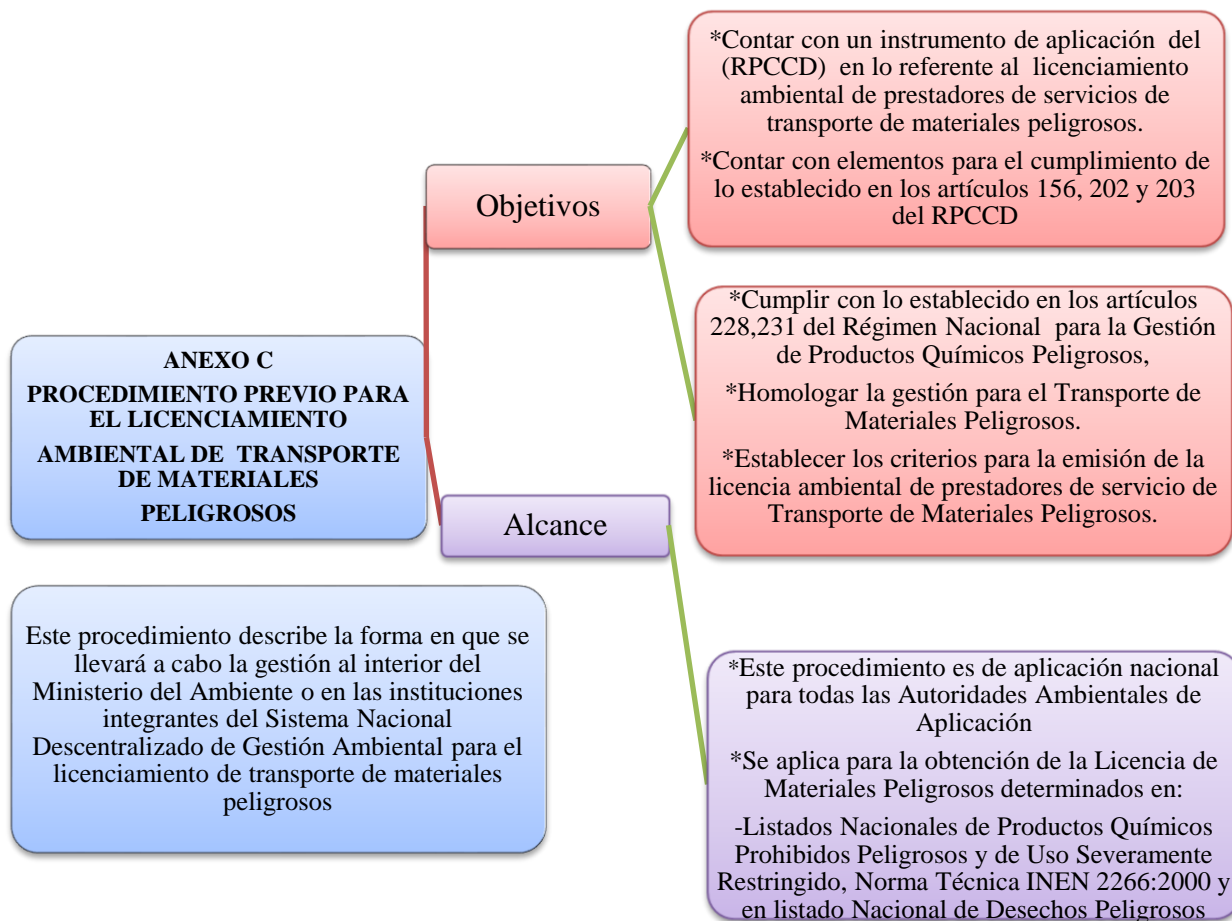 ANEXO C
PROCEDIMIENTO PREVIO PARA
EL LICENCIAMIENTO
AMBIENTAL DE TRANSPORTE
DE MATERIALES
PELIGROSOS
Este procedimiento describe la forma en que se
llevará a cabo la gestión al interior del
Ministerio del Ambiente o en las instituciones
integrantes del Sistema Nacional
Descentralizado de Gestión Ambiental para el
licenciamiento de transporte de materiales
peligrosos
Objetivos
*Contar con un instrumento de aplicación del
(RPCCD) en lo referente al licenciamiento
ambiental de prestadores de servicios de
transporte de materiales peligrosos.
*Contar con elementos para el cumplimiento de
lo establecido en los artículos 156, 202 y 203
del RPCCD
*Cumplir con lo establecido en los artículos
228,231 del Régimen Nacional para la Gestión
de Productos Químicos Peligrosos,
*Homologar la gestión para el Transporte de
Materiales Peligrosos.
*Establecer los criterios para la emisión de la
licencia ambiental de prestadores de servicio de
Transporte de Materiales Peligrosos.
Alcance
*Este procedimiento es de aplicación nacional
para todas las Autoridades Ambientales de
Aplicación
*Se aplica para la obtención de la Licencia de
Materiales Peligrosos determinados en:
-Listados Nacionales de Productos Químicos
Prohibidos Peligrosos y de Uso Severamente
Restringido, Norma Técnica INEN 2266:2000 y
en listado Nacional de Desechos Peligrosos